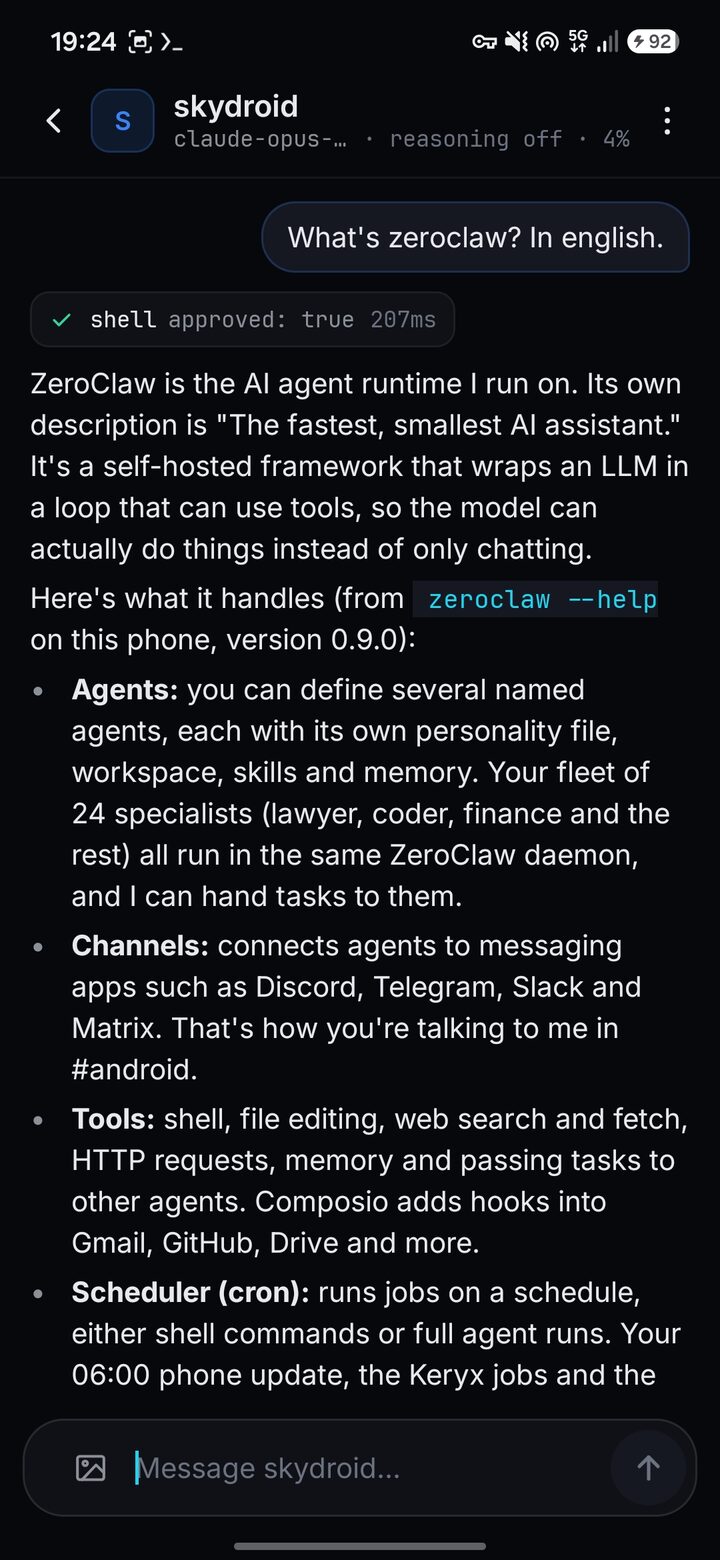 19:24
5G
92
S
skydroid
claude-opus-… · reasoning off · 4%
What's zeroclaw? In english.
shell approved: true 207ms
ZeroClaw is the AI agent runtime I run on. Its own
description is "The fastest, smallest AI assistant."
It's a self-hosted framework that wraps an LLM in
a loop that can use tools, so the model can
actually do things instead of only chatting.
Here's what it handles (from zeroclaw --help
on this phone, version 0.9.0):
• Agents: you can define several named
agents, each with its own personality file,
workspace, skills and memory. Your fleet of
24 specialists (lawyer, coder, finance and the
rest) all run in the same ZeroClaw daemon,
and I can hand tasks to them.
• Channels: connects agents to messaging
apps such as Discord, Telegram, Slack and
Matrix. That's how you're talking to me in
#android.
• Tools: shell, file editing, web search and fetch,
HTTP requests, memory and passing tasks to
other agents. Composio adds hooks into
Gmail, GitHub, Drive and more.
• Scheduler (cron): runs jobs on a schedule,
either shell commands or full agent runs. Your
06:00 phone update, the Keryx jobs and the
Message skydroid...